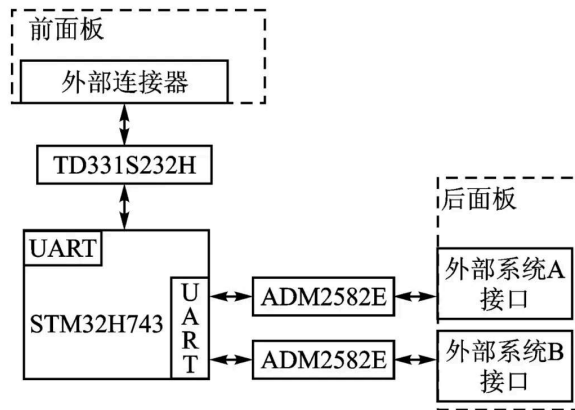 前面板
外部连接器
TD331S232H
后面板
UART
STM32H743
UART
ADM2582E
外部系统A
接口
ADM2582E
外部系统B
接口